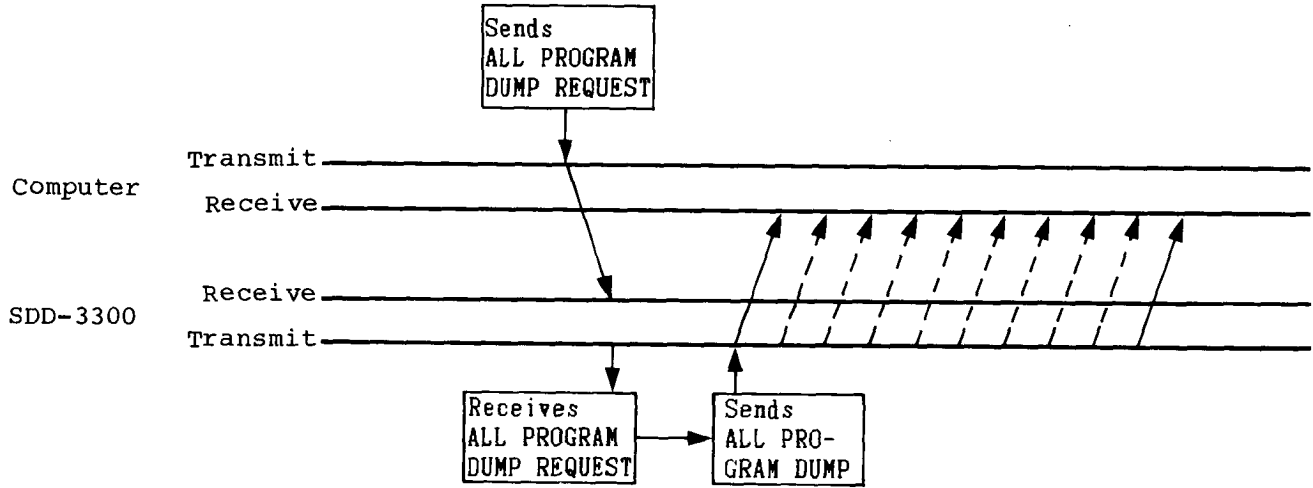 Sends
ALL PROGRAM
DUMP REQUEST
Transmit
Computer
Receive
Receive
SDD-3300
Transmit
Receives
ALL PROGRAM
DUMP REQUEST
Sends
ALL PRO-
GRAM DUMP